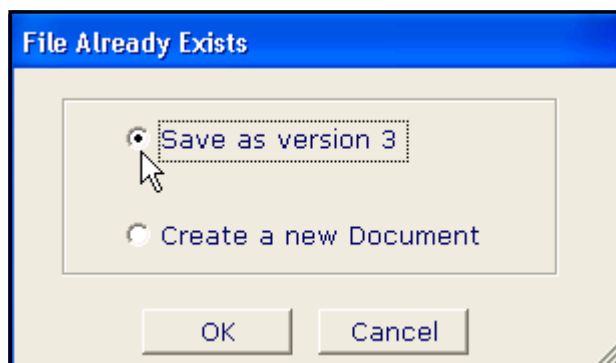 File Already Exists
Save as version 3
Create a new Document
OK Cancel